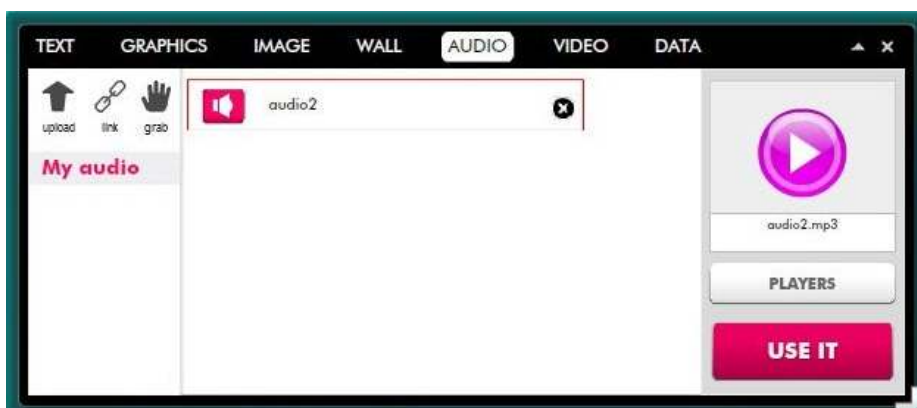 TEXT GRAPHICS IMAGE WALL AUDIO VIDEO DATA
upload link grab
My audio
audio2
audio2.mp3
PLAYERS
USE IT